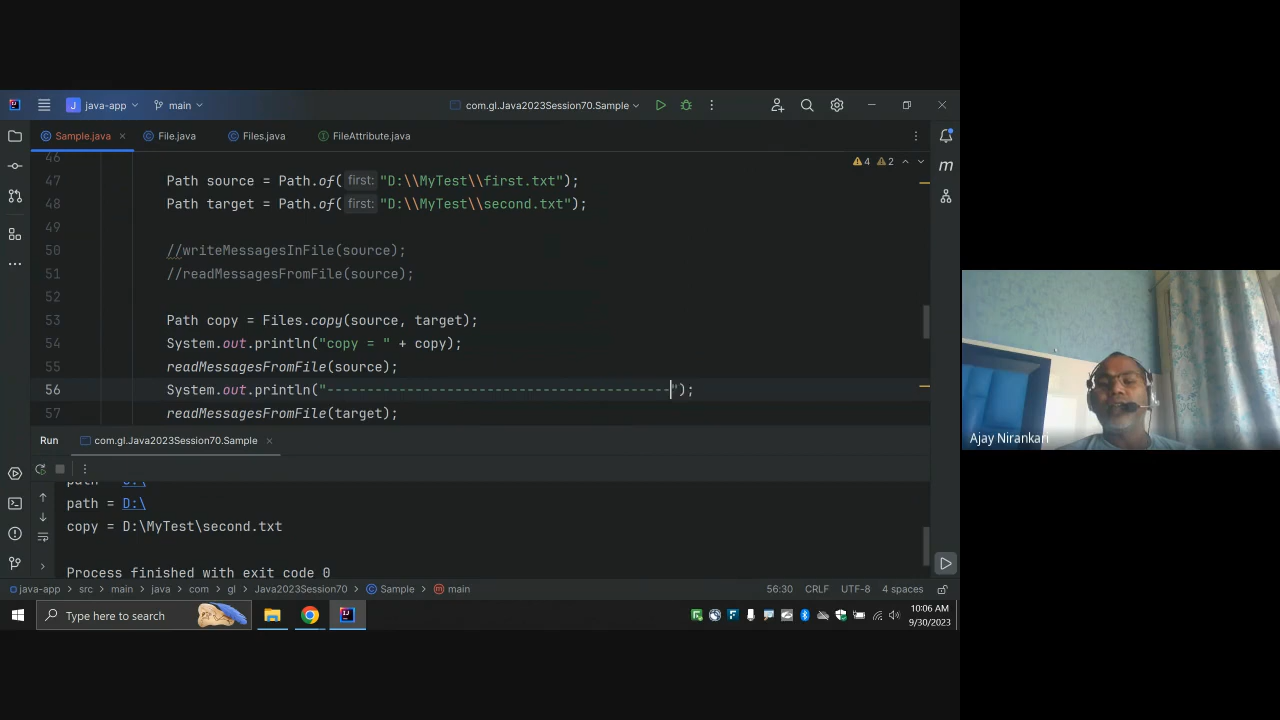 java-app
main
com.gl.Java2023Session70.Sample
Sample.java
File.java
Files.java
FileAttribute.java
46
4
2
47 Path source = Path.of( first: "D:\\MyTest\\first.txt");
48 Path target = Path.of( first: "D:\\MyTest\\second.txt");
49
50 //writeMessagesInFile(source);
51 //readMessagesFromFile(source);
52
53 Path copy = Files.copy(source, target);
54 System.out.println("copy = " + copy);
55 readMessagesFromFile(source);
56 System.out.println("-------------------------------------------");
57 readMessagesFromFile(target);
Run com.gl.Java2023Session70.Sample
path = D:\
copy = D:\MyTest\second.txt
Process finished with exit code 0
java-app > src > main > java > com > gl > Java2023Session70 > Sample > main
56:30 CRLF UTF-8 4 spaces
Type here to search
10:06 AM
9/30/2023
Ajay Nirankari